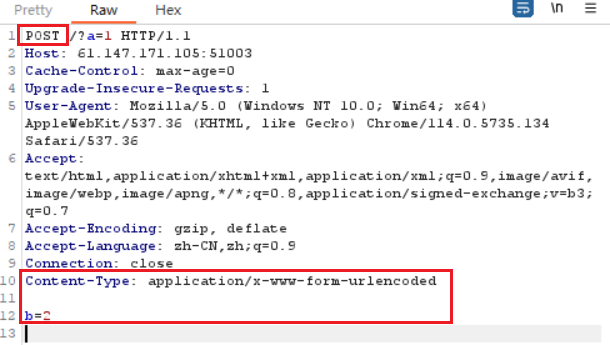 Pretty Raw Hex \n
1 POST /?a=1 HTTP/1.1
2 Host: 61.147.171.105:51003
3 Cache-Control: max-age=0
4 Upgrade-Insecure-Requests: 1
5 User-Agent: Mozilla/5.0 (Windows NT 10.0; Win64; x64)
AppleWebKit/537.36 (KHTML, like Gecko) Chrome/114.0.5735.134
Safari/537.36
6 Accept:
text/html,application/xhtml+xml,application/xml;q=0.9,image/avif,
image/webp,image/apng,*/*;q=0.8,application/signed-exchange;v=b3;
q=0.7
7 Accept-Encoding: gzip, deflate
8 Accept-Language: zh-CN,zh;q=0.9
9 Connection: close
10 Content-Type: application/x-www-form-urlencoded
11
12 b=2
13